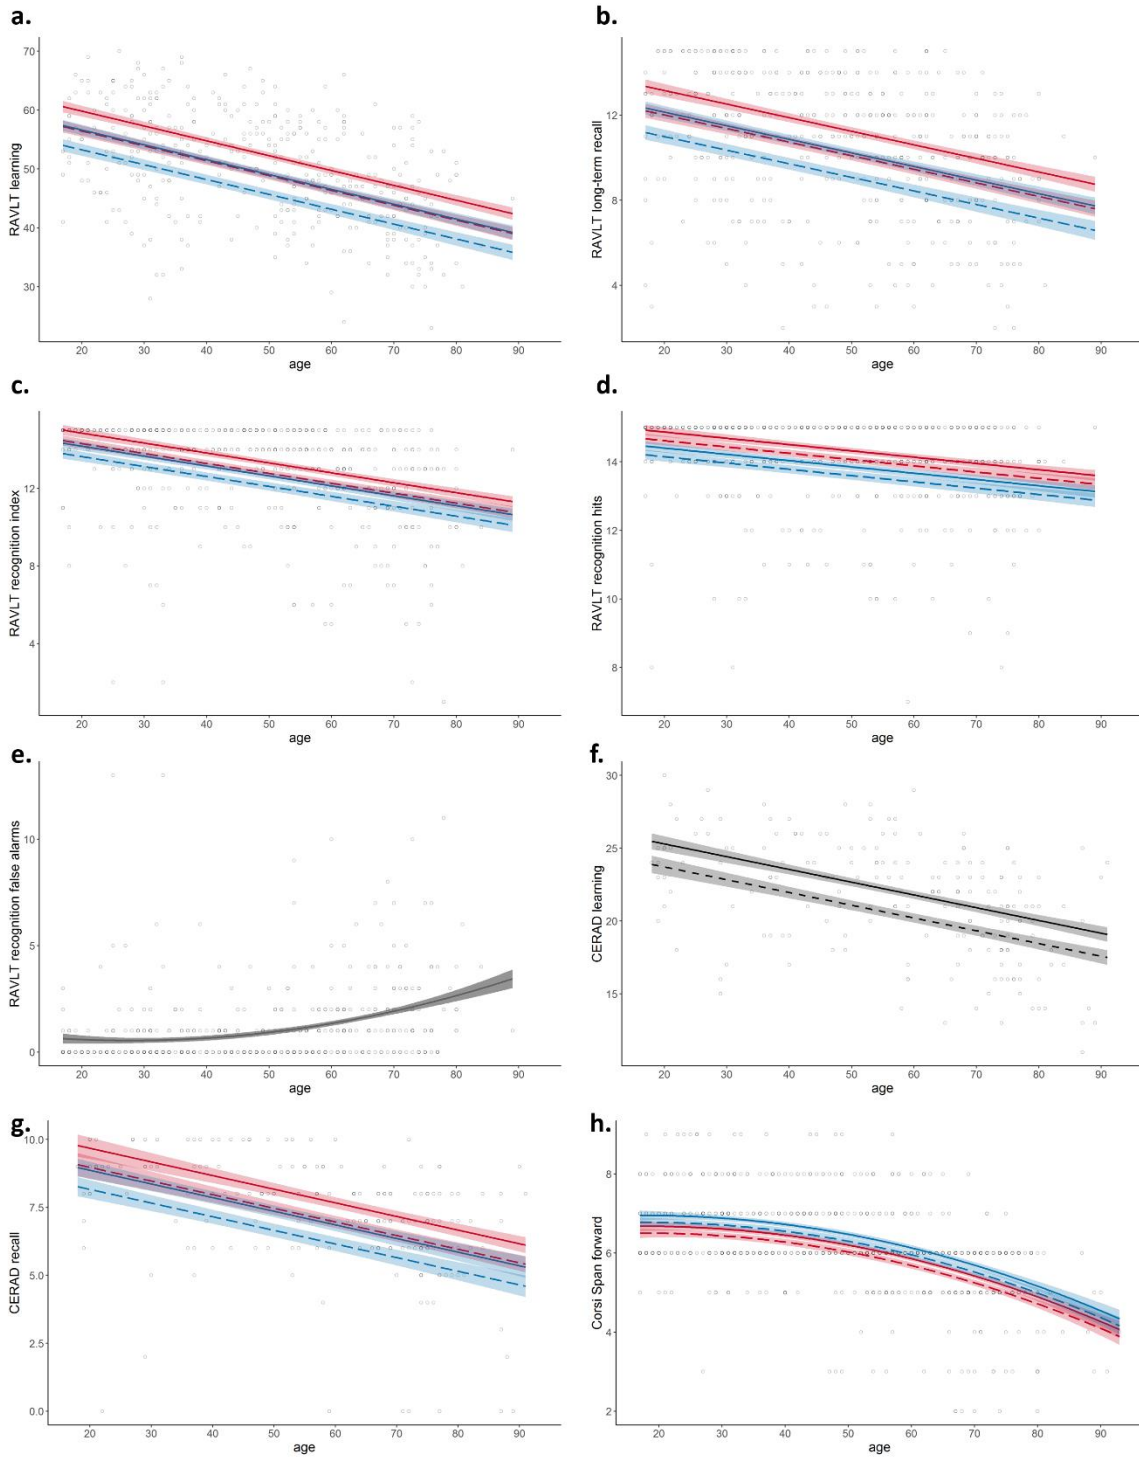 a.
70
60
50
40
30
RAVLT learning
20 30 40 50 60 70 80 90
age
b.
12
8
4
RAVLT long-term recall
20 30 40 50 60 70 80 90
age
c.
12
8
4
RAVLT recognition index
20 30 40 50 60 70 80 90
age
d.
14
12
10
8
RAVLT recognition hits
20 30 40 50 60 70 80 90
age
e.
10
5
0
RAVLT recognition false alarms
20 30 40 50 60 70 80 90
age
f.
30
25
20
15
CERAD learning
20 30 40 50 60 70 80 90
age
g.
10.0
7.5
5.0
2.5
0.0
CERAD recall
20 30 40 50 60 70 80 90
age
h.
8
6
4
2
Corsi Span forward
20 30 40 50 60 70 80 90
age